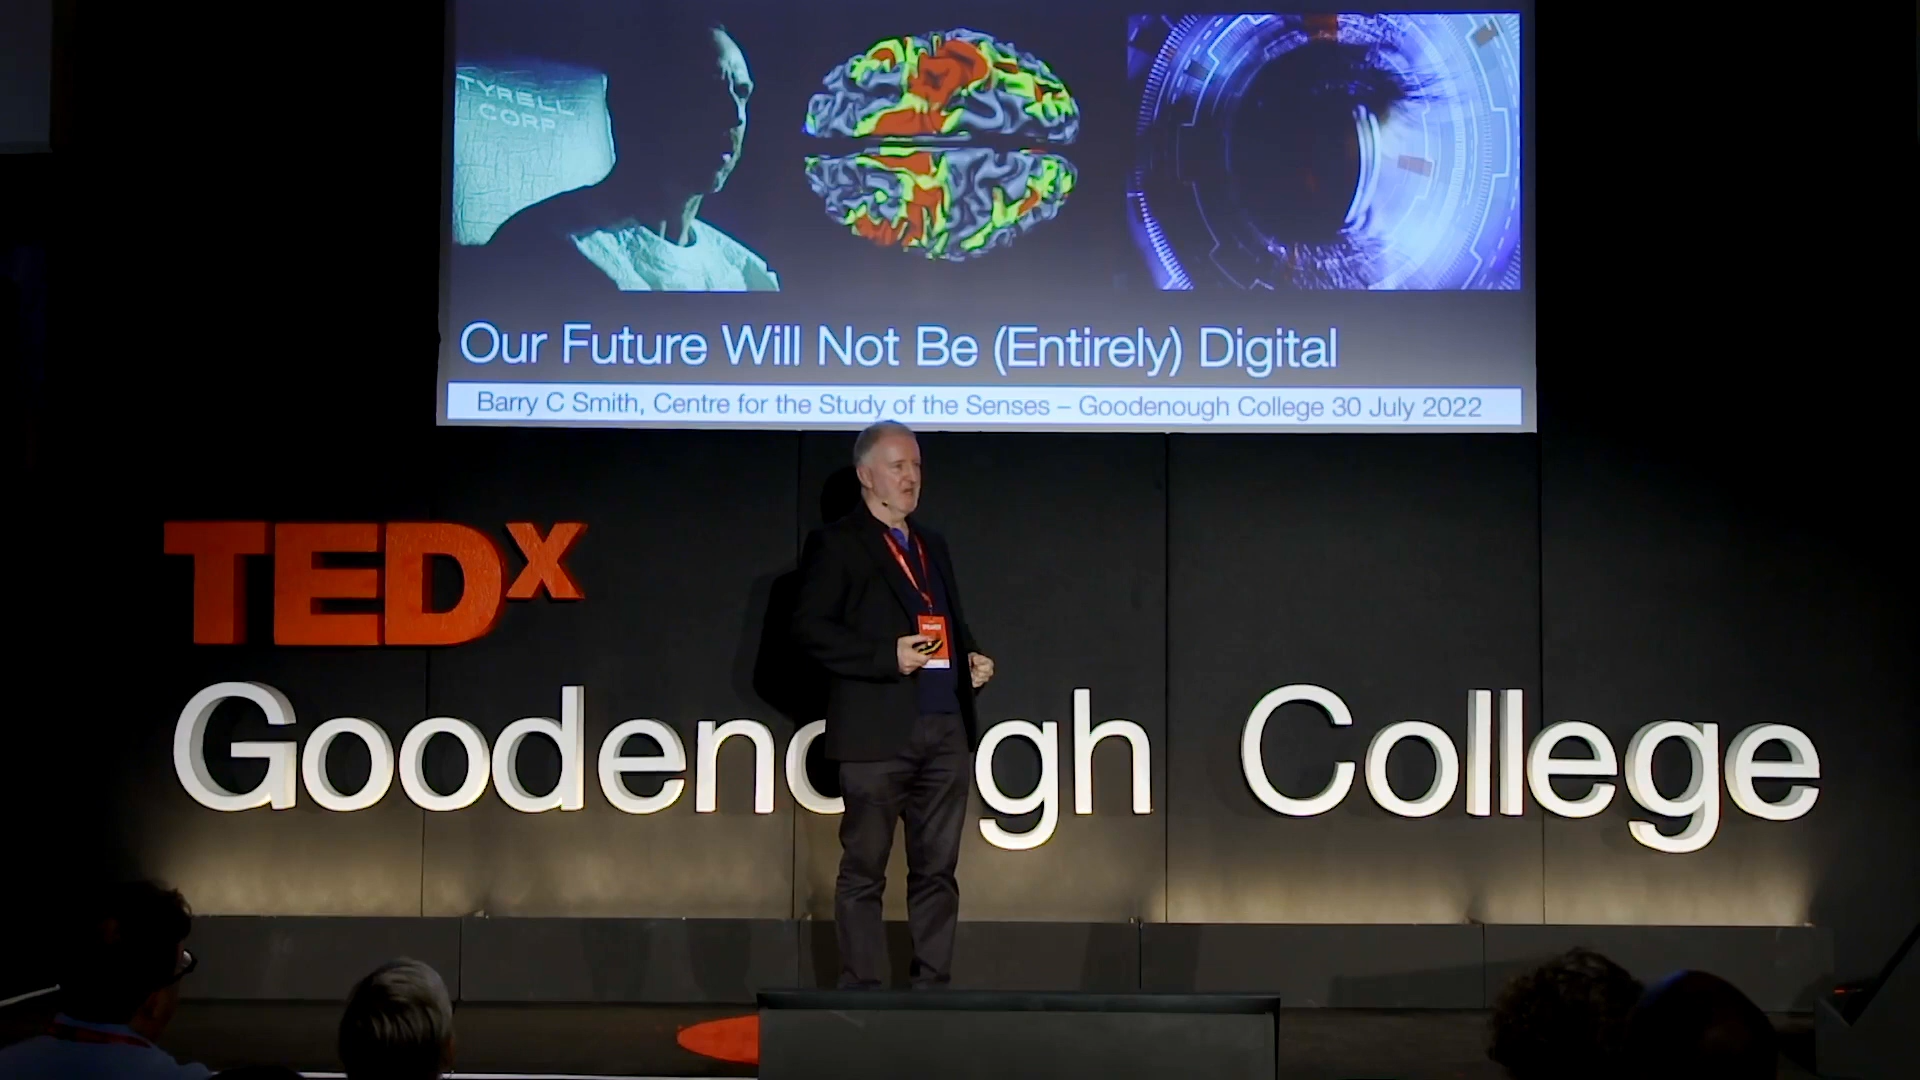 TYRELL
CORP
Our Future Will Not Be (Entirely) Digital
Barry C Smith, Centre for the Study of the Senses – Goodenough College 30 July 2022
TEDx
SPEAKER
Goodenough College